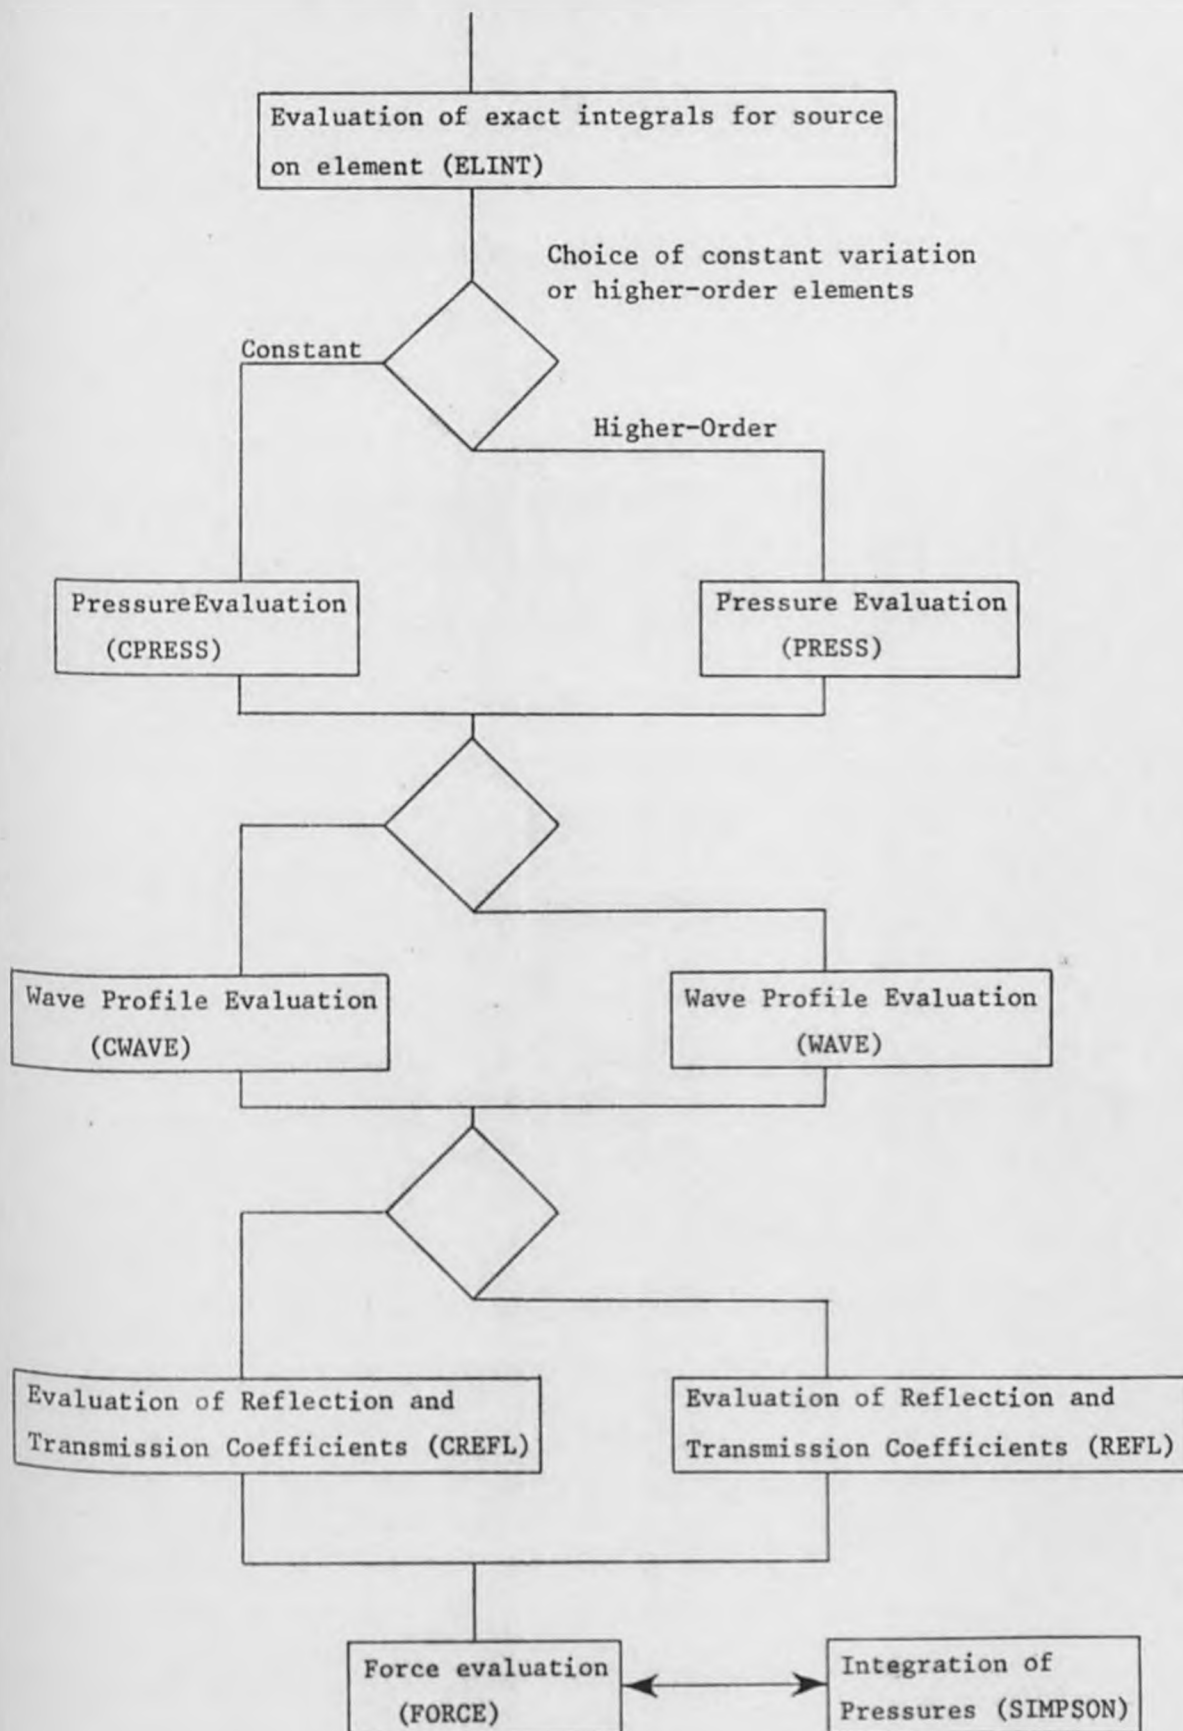 Evaluation of exact integrals for source
on element (ELINT)
Choice of constant variation
or higher-order elements
Constant
Higher-Order
PressureEvaluation
(CPRESS)
Pressure Evaluation
(PRESS)
Wave Profile Evaluation
(CWAVE)
Wave Profile Evaluation
(WAVE)
Evaluation of Reflection and
Transmission Coefficients (CREFL)
Evaluation of Reflection and
Transmission Coefficients (REFL)
Force evaluation
(FORCE)
Integration of
Pressures (SIMPSON)